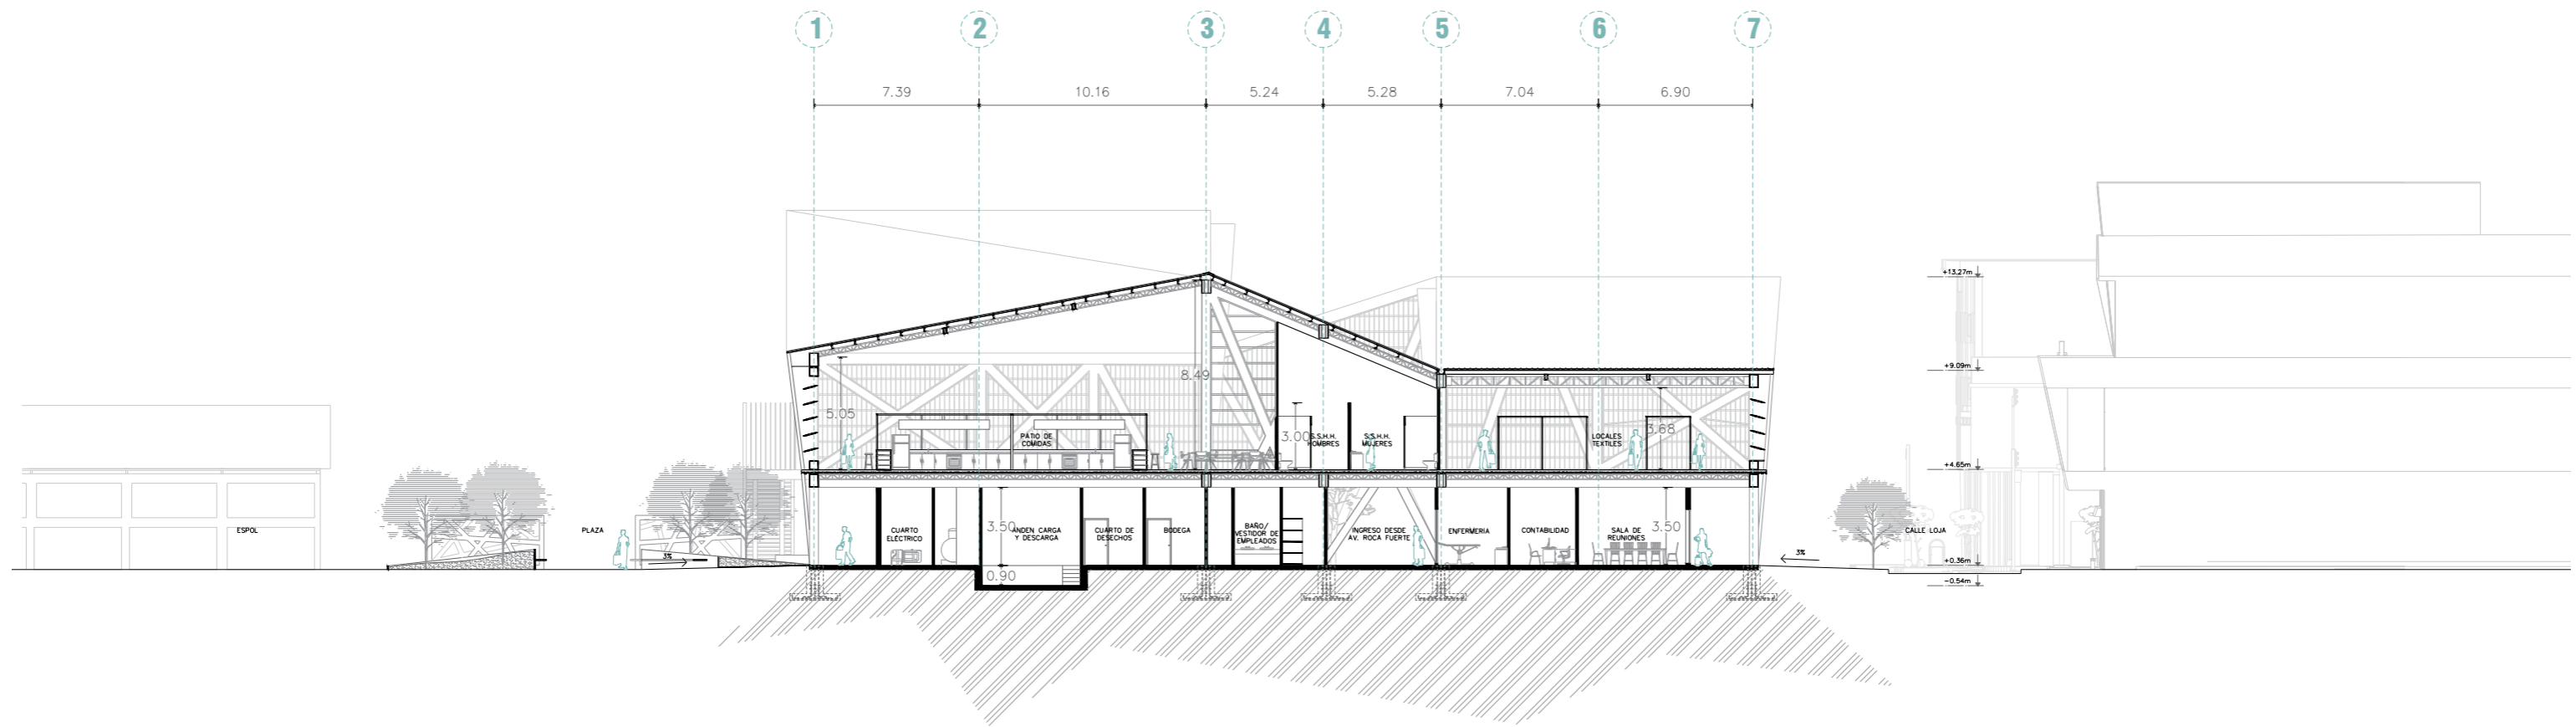 1 2 3 4 5 6 7
7.39 10.16 5.24 5.28 7.04 6.90
+13.27m
+9.09m
8.49
5.05
3.00
3.68
PATIO DE
COMIDAS
S.S.H.H.
HOMBRES
S.S.H.H.
MUJERES
LOCALES
TEXTILES
+4.65m
ESPOL
PLAZA
3%
CUARTO
ELÉCTRICO
3.50
ANDEN CARGA
Y DESCARGA
CUARTO DE
DESECHOS
BODEGA
BAÑO/
VESTIDOR DE
EMPLEADOS
INGRESO DESDE
AV. ROCA FUERTE
ENFERMERIA
CONTABILIDAD
SALA DE
REUNIONES
3.50
CALLE LOJA
3%
+0.36m
0.90
-0.54m